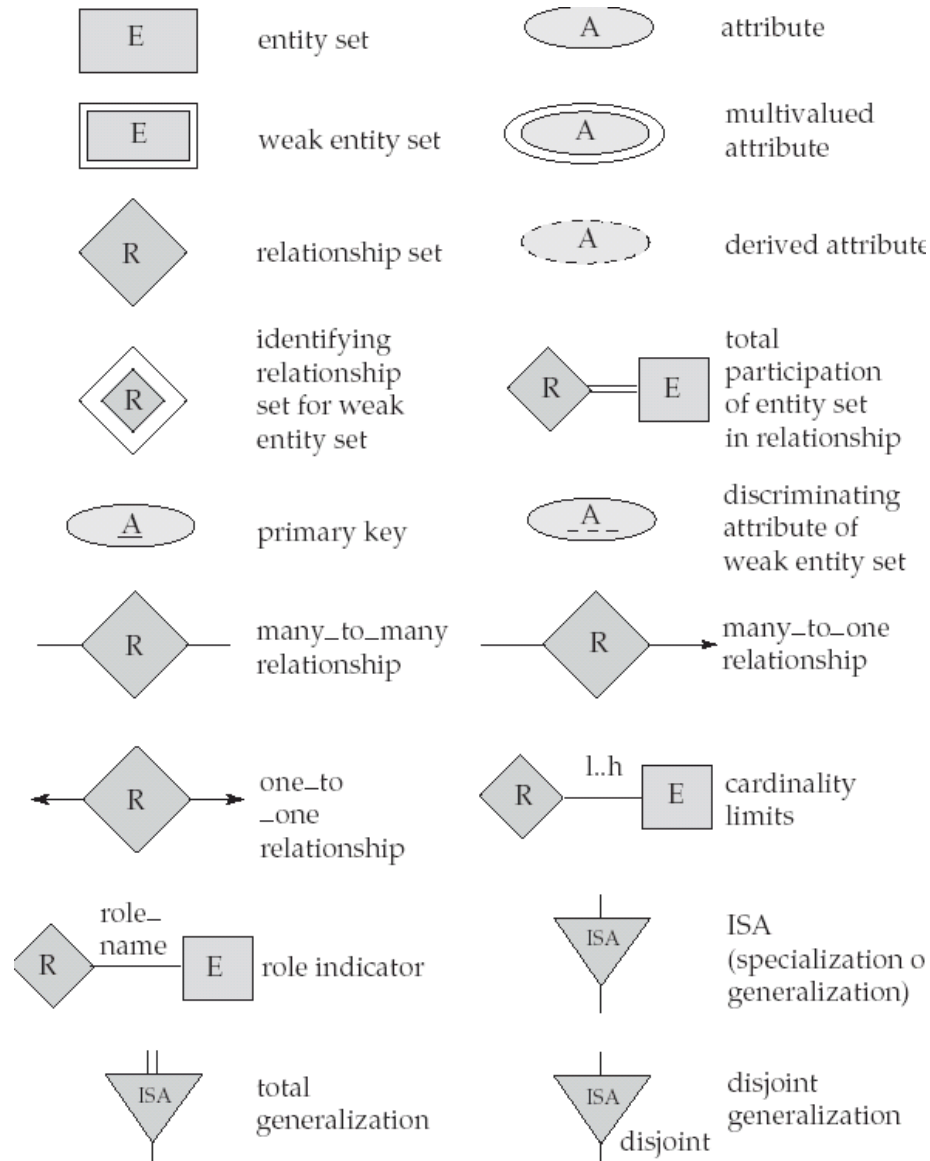 E
entity set
A
attribute
E
weak entity set
A
multivalued
attribute
R
relationship set
A
derived attribute
R
identifying
relationship
set for weak
entity set
R
E
total
participation
of entity set
in relationship
A
primary key
A
discriminating
attribute of
weak entity set
R
many_to_many
relationship
R
many_to_one
relationship
R
one_to
_one
relationship
R
l..h
E
cardinality
limits
R
role_
name
E
role indicator
ISA
ISA
(specialization o
generalization)
ISA
total
generalization
ISA
disjoint
disjoint
generalization